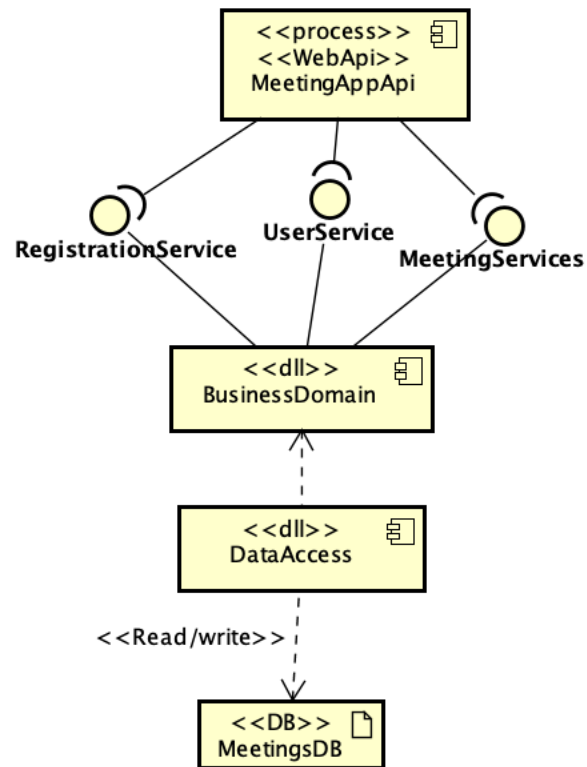 <<process>>
<<WebApi>>
MeetingAppApi
RegistrationService
UserService
MeetingServices
<<dll>>
BusinessDomain
<<dll>>
DataAccess
<<Read/write>>
<<DB>>
MeetingsDB